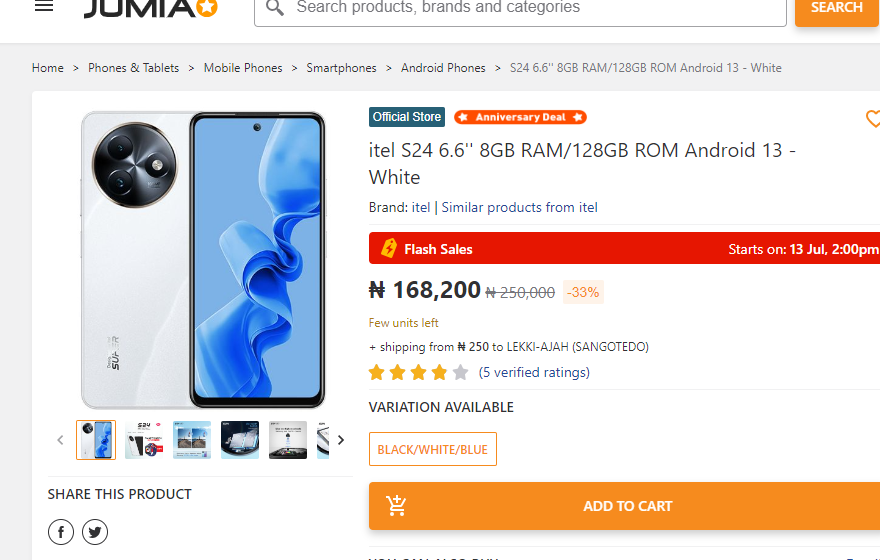 JUMIA
Search products, brands and categories
SEARCH
Home > Phones & Tablets > Mobile Phones > Smartphones > Android Phones > S24 6.6'' 8GB RAM/128GB ROM Android 13 - White
Official Store
Anniversary Deal
itel S24 6.6'' 8GB RAM/128GB ROM Android 13 -
White
Brand: itel | Similar products from itel
Flash Sales
Starts on: 13 Jul, 2:00pm
₦ 168,200 ₦ 250,000 -33%
Few units left
+ shipping from ₦ 250 to LEKKI-AJAH (SANGOTEDO)
(5 verified ratings)
VARIATION AVAILABLE
BLACK/WHITE/BLUE
ADD TO CART
SUPER
S24
SHARE THIS PRODUCT